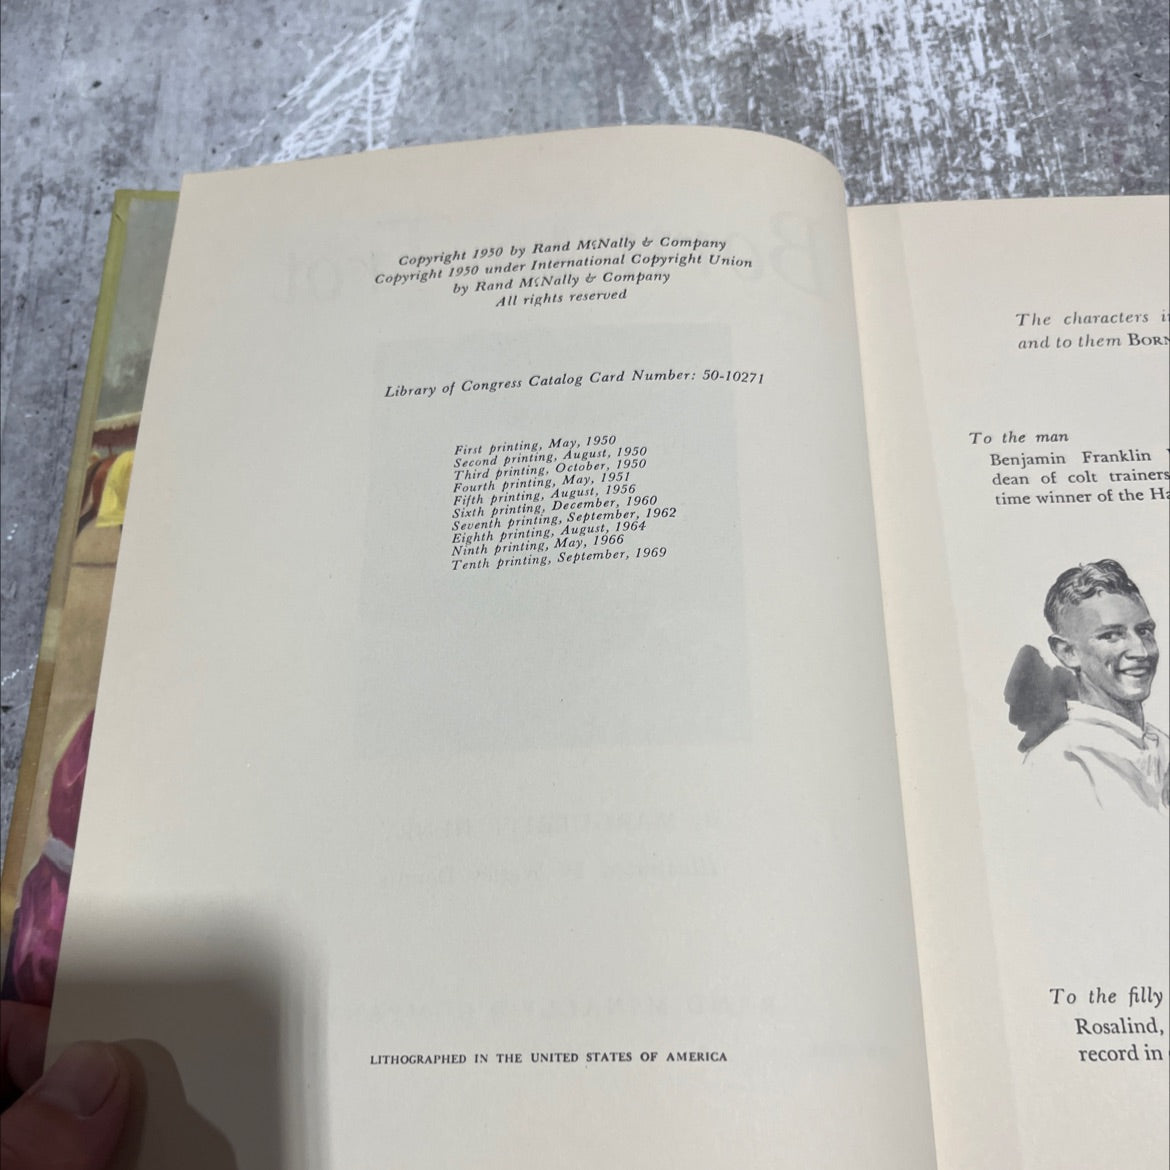 Copyright 1950 by Rand MᶜNally & Company
Copyright 1950 under International Copyright Union
by Rand MᶜNally & Company
All rights reserved
Library of Congress Catalog Card Number: 50-10271
First printing, May, 1950
Second printing, August, 1950
Third printing, October, 1950
Fourth printing, May, 1951
Fifth printing, August, 1956
Sixth printing, December, 1960
Seventh printing, September, 1962
Eighth printing, August, 1964
Ninth printing, May, 1966
Tenth printing, September, 1969
LITHOGRAPHED IN THE UNITED STATES OF AMERICA
The characters
and to them BORN
To the man
Benjamin Franklin
dean of colt trainers
time winner of the Ha
To the filly
Rosalind,
record in